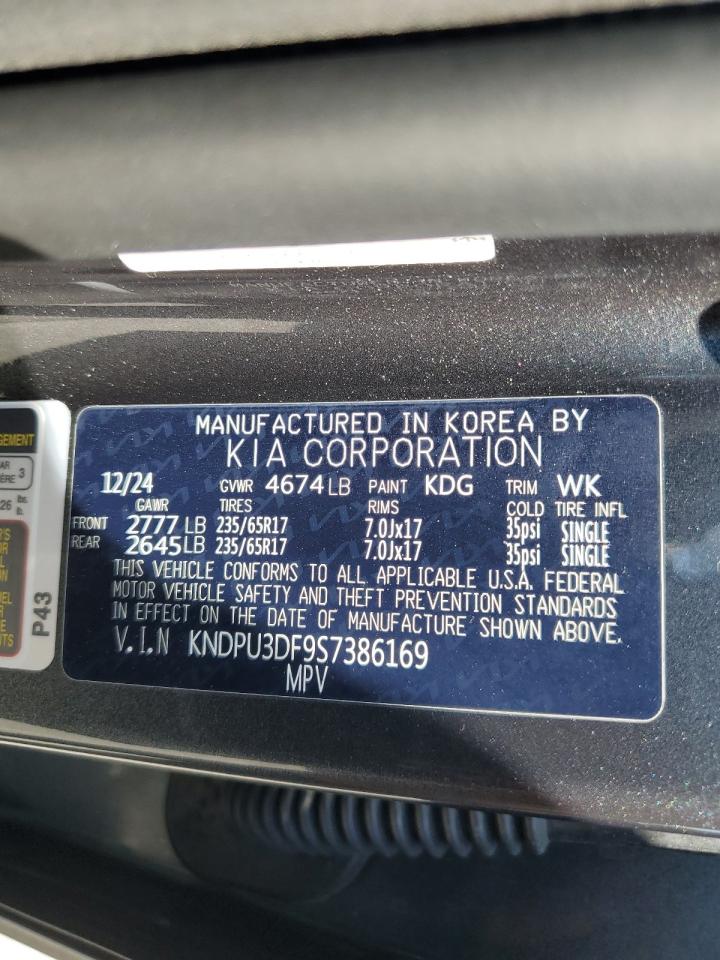 MANUFACTURED IN KOREA BY
KIA CORPORATION
12/24 GVWR 4674 LB PAINT KDG TRIM WK
GAWR TIRES RIMS COLD TIRE INFL
FRONT 2777 LB 235/65R17 7.0Jx17 35psi SINGLE
REAR 2645 LB 235/65R17 7.0Jx17 35psi SINGLE
THIS VEHICLE CONFORMS TO ALL APPLICABLE U.S.A. FEDERAL
MOTOR VEHICLE SAFETY AND THEFT PREVENTION STANDARDS
IN EFFECT ON THE DATE OF MANUFACTURE SHOWN ABOVE.
V.I.N KNDPU3DF9S7386169
MPV
P43